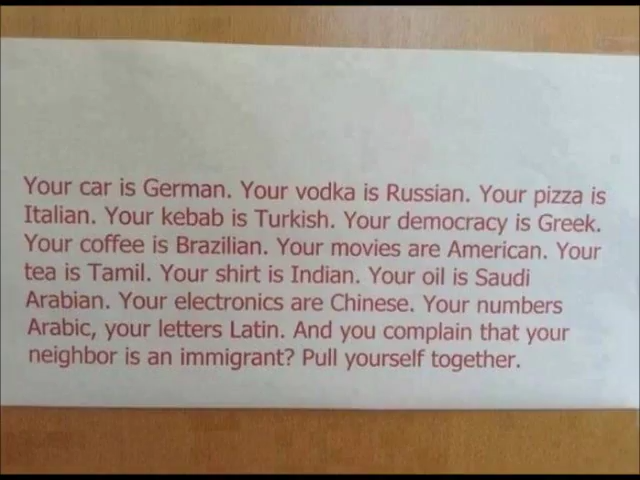 Your car is German. Your vodka is Russian. Your pizza is
Italian. Your kebab is Turkish. Your democracy is Greek.
Your coffee is Brazilian. Your movies are American. Your
tea is Tamil. Your shirt is Indian. Your oil is Saudi
Arabian. Your electronics are Chinese. Your numbers
Arabic, your letters Latin. And you complain that your
neighbor is an immigrant? Pull yourself together.